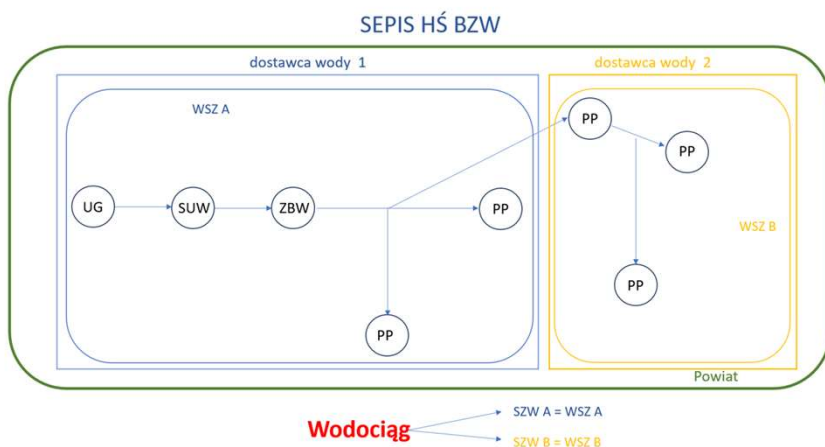 SEPIS HŚ BZW
dostawca wody 1
dostawca wody 2
WSZ A
PP
PP
UG
SUW
ZBW
PP
WSZ B
PP
PP
Powiat
Wodociąg
SZW A = WSZ A
SZW B = WSZ B